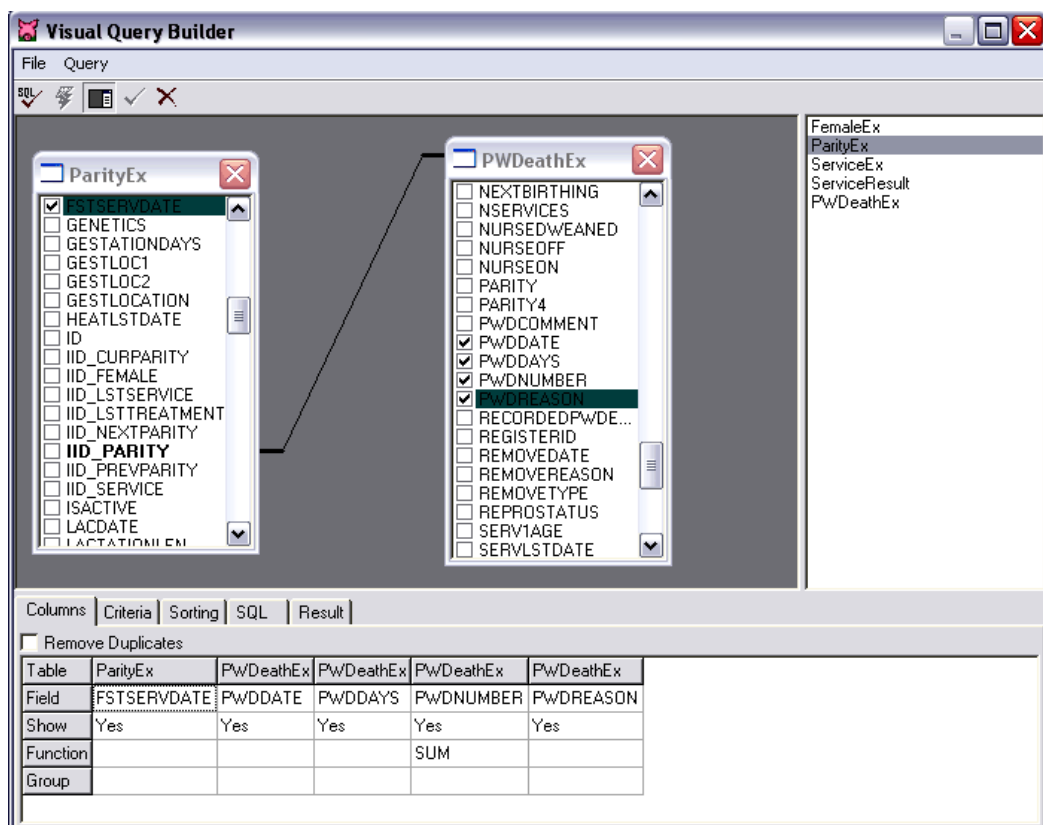 Visual Query Builder
File Query
SQL
ParityEx
FSTSERVDATE
GENETICS
GESTATIONDAYS
GESTLOC1
GESTLOC2
GESTLOCATION
HEATLSTDATE
ID
IID_CURPARITY
IID_FEMALE
IID_LSTSERVICE
IID_LSTTREATMENT
IID_NEXTPARITY
IID_PARITY
IID_PREVPARITY
IID_SERVICE
ISACTIVE
LACDATE
LACTATIONLEN
PWDeathEx
NEXTBIRTHING
NSERVICES
NURSEDWEANED
NURSEOFF
NURSEON
PARITY
PARITY4
PWDCOMMENT
PWDDATE
PWDDAYS
PWDNUMBER
PWDREASON
RECORDEDPWDE...
REGISTERID
REMOVEDATE
REMOVEREASON
REMOVETYPE
REPROSTATUS
SERV1AGE
SERVLSTDATE
FemaleEx
ParityEx
ServiceEx
ServiceResult
PWDeathEx
Columns Criteria Sorting SQL Result
Remove Duplicates
Table ParityEx PWDeathEx PWDeathEx PWDeathEx PWDeathEx
Field FSTSERVDATE PWDDATE PWDDAYS PWDNUMBER PWDREASON
Show Yes Yes Yes Yes Yes
Function SUM
Group